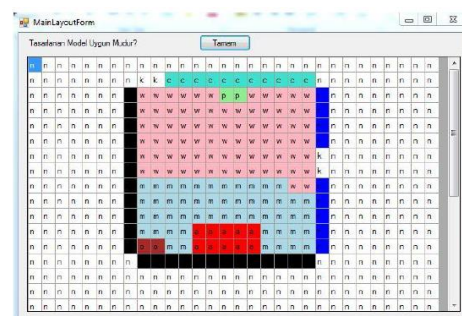 MainLayoutForm
Tasarlanan Model Uygun Mudur? Tamam
n n n n n n n n n n n n n n n n n n n n n n n n n n n n n n
n n n n n n n n k k c c c c c c c c c c c n n n n n n n n n
n n n n n n n w w w w w w p p w w w w w n n n n n n n n
n n n n n n n w w w w w w w w w w w w w n n n n n n n n
n n n n n n n w w w w w w w w w w w w w n n n n n n n n
n n n n n n n w w w w w w w w w w w w w n n n n n n n n
n n n n n n n w w w w w w w w w w w w w k n n n n n n n n
n n n n n n n w w w w w w w w w w w w w k n n n n n n n n
n n n n n n n m m m m m m m m m m m w w n n n n n n n n
n n n n n n n m m m m m m m m m m m m m n n n n n n n n
n n n n n n n m m m m m m m m m m m m m n n n n n n n n
n n n n n n n m m m m m m m m n n n n n n n n
n n n n n n n m m m m m m n n n n n n n n
n n n n n n n n n n n n n n n n n
n n n n n n n n n n n n n n n n n n n n n n n n n n n n n n
n n n n n n n n n n n n n n n n n n n n n n n n n n n n n n
n n n n n n n n n n n n n n n n n n n n n n n n n n n n n n